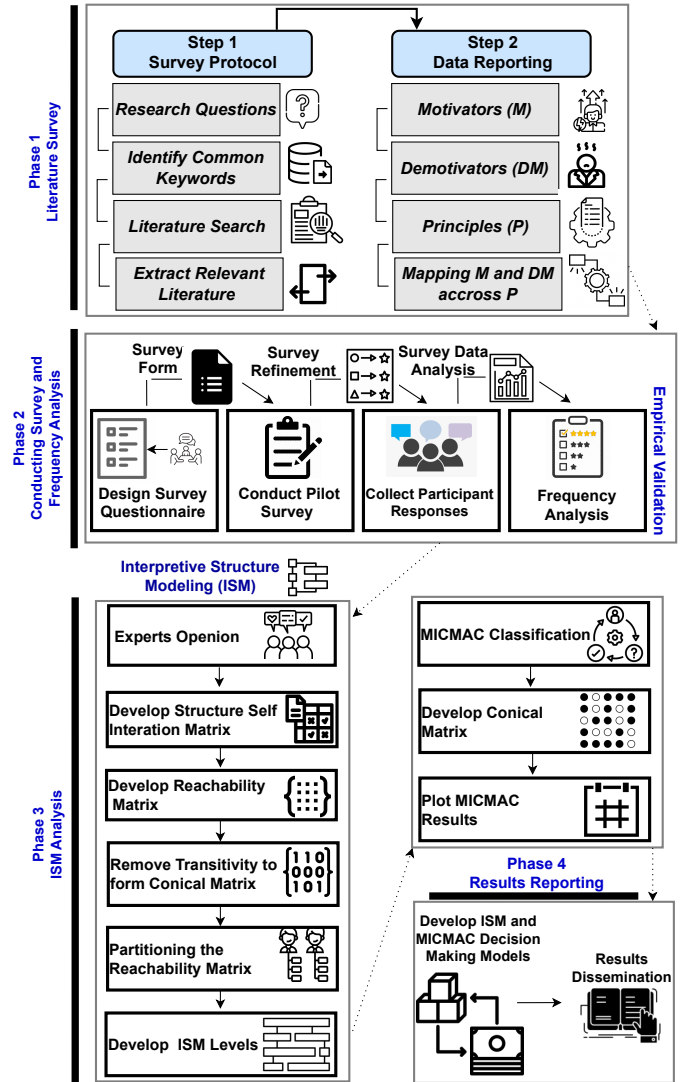 Phase 1
Literature Survey
Step 1
Survey Protocol
Research Questions
Identify Common
Keywords
Literature Search
Extract Relevant
Literature
Step 2
Data Reporting
Motivators (M)
Demotivators (DM)
Principles (P)
Mapping M and DM
accross P
Phase 2
Conducting Survey and
Frequency Analysis
Survey
Form
Survey
Refinement
Survey Data
Analysis
Design Survey
Questionnaire
Conduct Pilot
Survey
Collect Participant
Responses
Frequency
Analysis
Empirical Validation
Interpretive Structure
Modeling (ISM)
Phase 3
ISM Analysis
Experts Openion
Develop Structure Self
Interation Matrix
Develop Reachability
Matrix
Remove Transitivity to
form Conical Matrix
110
000
101
Partitioning the
Reachability Matrix
Develop ISM Levels
MICMAC Classification
Develop Conical
Matrix
Plot MICMAC
Results
Phase 4
Results Reporting
Develop ISM and
MICMAC Decision
Making Models
Results
Dissemination